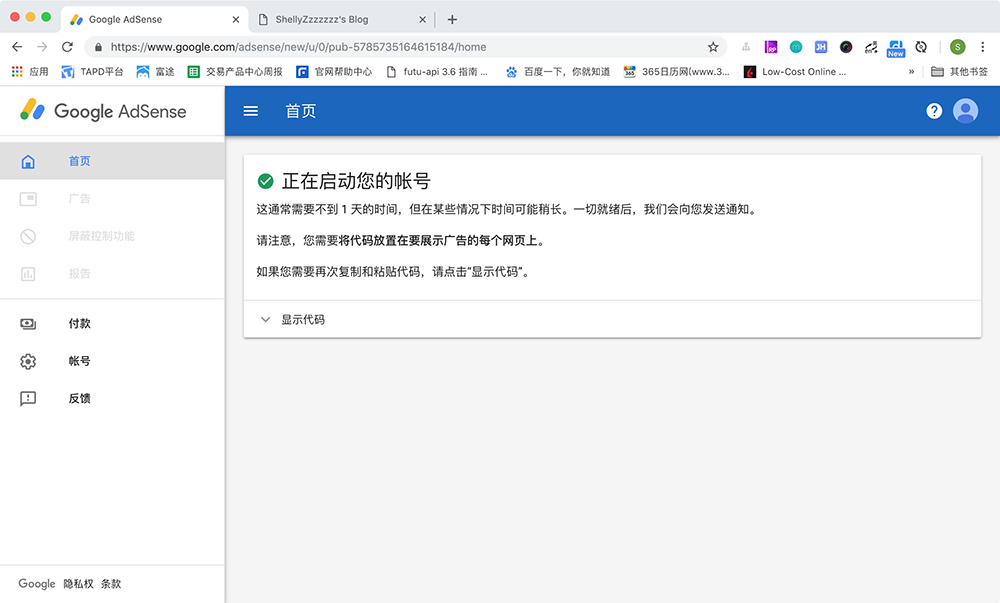 Google AdSense
ShellyZzzzzzz's Blog
https://www.google.com/adsense/new/u/0/pub-5785735164615184/home
RP
JH
New
S
应用
TAPD平台
富途
交易产品中心周报
官网帮助中心
futu-api 3.6 指南 ...
百度一下，你就知道
365
365日历网(www.3...
Low-Cost Online ...
»
其他书签
Google AdSense
首页
首页
广告
屏蔽控制功能
报告
付款
帐号
反馈
正在启动您的帐号
这通常需要不到 1 天的时间，但在某些情况下时间可能稍长。一切就绪后，我们会向您发送通知。
请注意，您需要将代码放置在要展示广告的每个网页上。
如果您需要再次复制和粘贴代码，请点击“显示代码”。
显示代码
Google 隐私权 条款